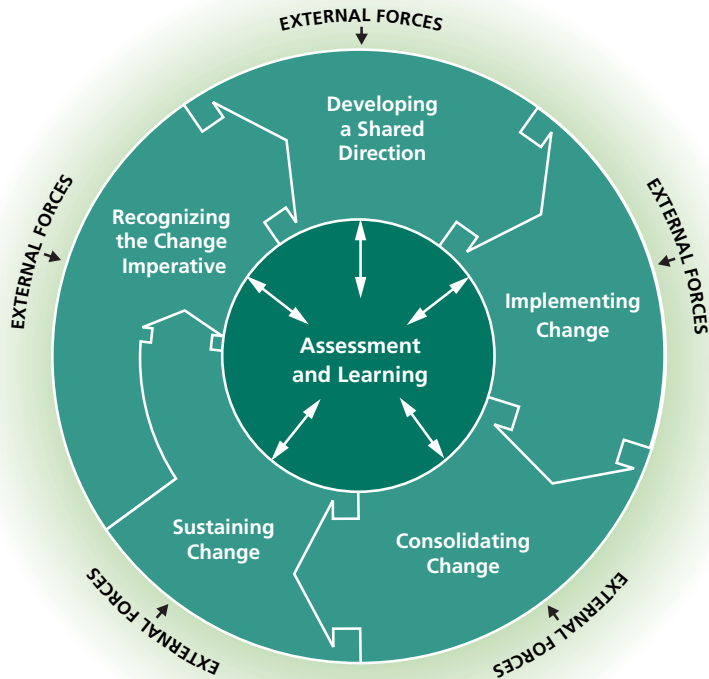 EXTERNAL FORCES
Developing
a Shared
Direction
EXTERNAL FORCES
Recognizing
the Change
Imperative
EXTERNAL FORCES
Implementing
Change
Assessment
and Learning
Sustaining
Change
Consolidating
Change
EXTERNAL FORCES
EXTERNAL FORCES